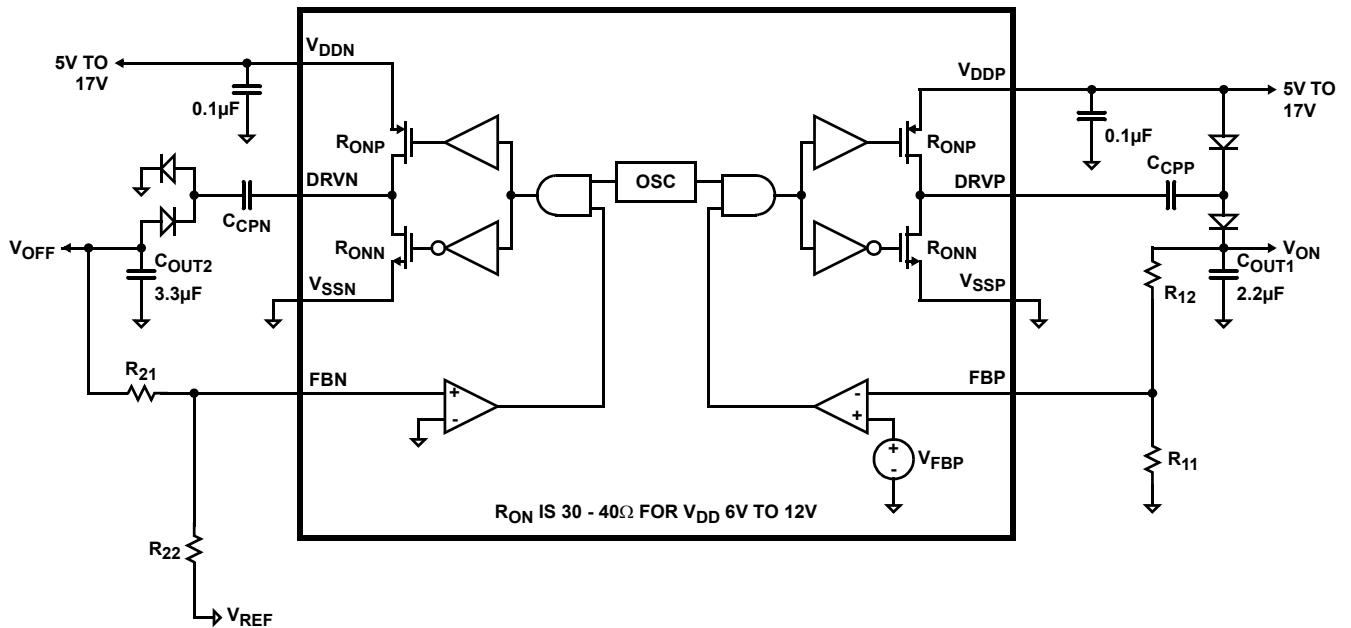 VDDN
5V TO
17V
0.1µF
VDDP
5V TO
17V
0.1µF
RONP
RONP
OSC
CCPP
DRVN
DRVP
CCPN
RONN
RONN
VOFF
VON
COUT2
3.3µF
COUT1
2.2µF
VSSN
VSSP
R12
R21
FBN
FBP
+
-
-
+
+
-
VFBP
R11
RON IS 30 - 40Ω FOR VDD 6V TO 12V
R22
VREF